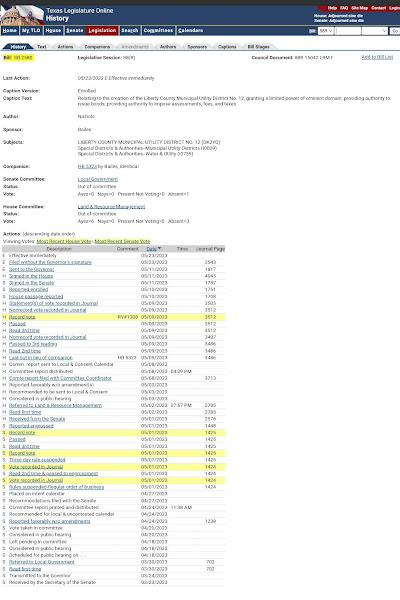 Texas Legislature Online
History
Help FAQ Site Map Contact Login
House: Adjourned sine die
Senate: Adjourned sine die
Home My TLO House Senate Legislation Search Committees Calendars
Bill:
History Text Actions Companions Amendments Authors Sponsors Captions Bill Stages
Bill: Legislative Session: 88(R) Council Document: 88R 15042 LRM-F Add to Bill List
Last Action: 05/23/2023 E Effective immediately
Caption Version: Enrolled
Caption Text: Relating to the creation of the Liberty County Municipal Utility District No. 12; granting a limited power of eminent domain; providing authority to
issue bonds; providing authority to impose assessments, fees, and taxes.
Author: Nichols
Sponsor: Bailes
Subjects: LIBERTY COUNTY MUNICIPAL UTILITY DISTRICT NO. 12
Special Districts & Authorities--Municipal Utility Districts (I0009)
Special Districts & Authorities--Water & Utility (I0755)
Companion: HB 5323 by Bailes, Identical
Senate Committee: Local Government
Status: Out of committee
Vote: Ayes=8 Nays=0 Present Not Voting=0 Absent=1
House Committee: Land & Resource Management
Status: Out of committee
Vote: Ayes=6 Nays=0 Present Not Voting=0 Absent=3
Actions: (descending date order)
Viewing Votes: Most Recent House Vote | Most Recent Senate Vote
Description Comment Date Time Journal Page
E Effective immediately 05/23/2023
E Filed without the Governor's signature 05/23/2023 2543
E Sent to the Governor 05/11/2023 1817
H Signed in the House 05/11/2023 4045
S Signed in the Senate 05/11/2023 1787
S Reported enrolled 05/10/2023 1751
S House passage reported 05/10/2023 1708
H Statement(s) of vote recorded in Journal 05/09/2023
H Nonrecord vote recorded in Journal 05/09/2023 3512
H Record vote RV#1308 05/09/2023 3512
H Passed 05/09/2023 3512
H Read 3rd time 05/09/2023 3512
H Nonrecord vote recorded in Journal 05/09/2023 3487
H Passed to 3rd reading 05/09/2023 3486
H Read 2nd time 05/09/2023 3486
H Laid out in lieu of companion HB 5323 05/09/2023 3486
H Comm. report sent to Local & Consent Calendar 05/08/2023
H Committee report distributed 05/08/2023 04:09 PM
H Comte report filed with Committee Coordinator 05/08/2023 3713
H Reported favorably w/o amendment(s) 05/03/2023
H Recommended to be sent to Local & Consent 05/03/2023
H Considered in public hearing 05/03/2023
H Referred to Land & Resource Management 05/02/2023 07:57 PM 2785
H Read first time 05/02/2023 2785
H Received from the Senate 05/01/2023 2576
S Reported engrossed 05/01/2023 1448
S Record vote 05/01/2023 1425
S Passed 05/01/2023 1425
S Read 3rd time 05/01/2023 1425
S Record vote 05/01/2023 1425
S Three day rule suspended 05/01/2023 1425
S Vote recorded in Journal 05/01/2023 1424
S Read 2nd time & passed to engrossment 05/01/2023 1424
S Vote recorded in Journal 05/01/2023 1424
S Rules suspended-Regular order of business 05/01/2023 1424
S Placed on intent calendar 04/27/2023
S Recommendations filed with the Senate 04/27/2023
S Committee report printed and distributed 04/24/2023 11:38 AM
S Recommended for local & uncontested calendar 04/24/2023
S Reported favorably w/o amendments 04/24/2023 1238
S Vote taken in committee 04/20/2023
S Considered in public hearing 04/20/2023
S Left pending in committee 04/18/2023
S Considered in public hearing 04/18/2023
S Scheduled for public hearing on . . . 04/18/2023
S Referred to Local Government 03/30/2023 702
S Read first time 03/30/2023 702
S Transmitted to the Governor 03/24/2023
S Received by the Secretary of the Senate 03/23/2023